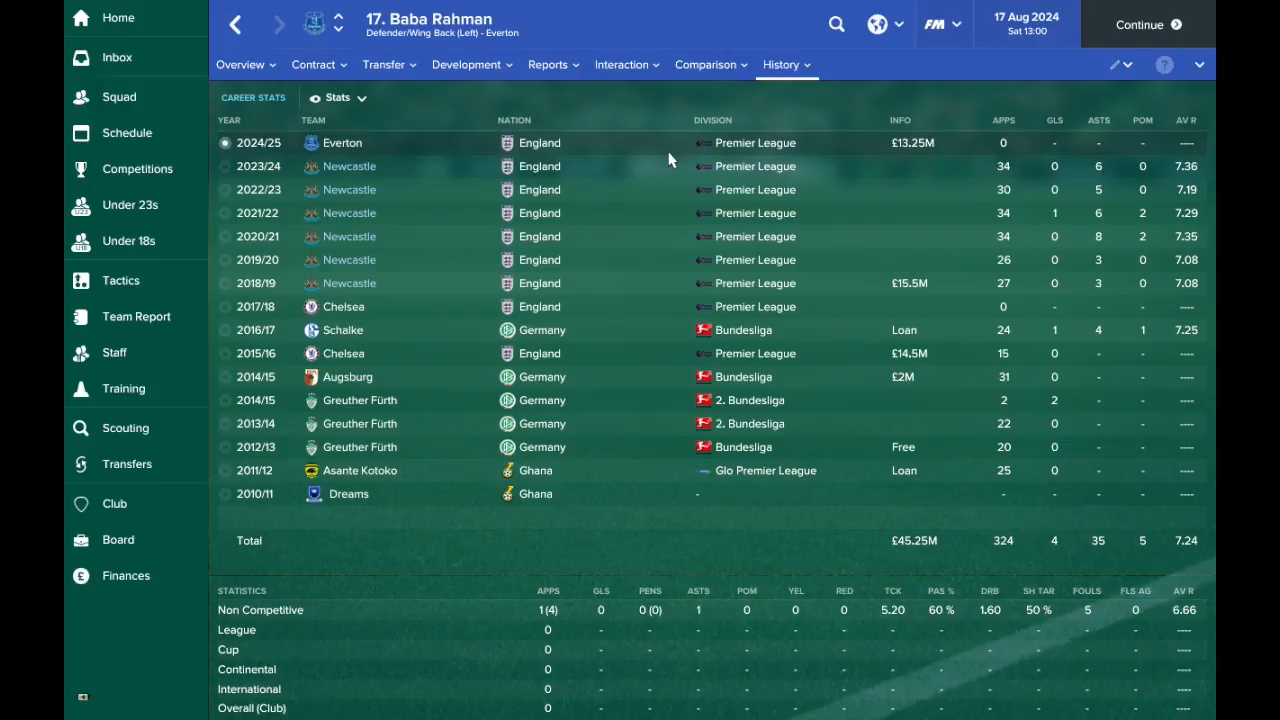 Home
Inbox
Squad
Schedule
Competitions
Under 23s
Under 18s
Tactics
Team Report
Staff
Training
Scouting
Transfers
Club
Board
Finances
17. Baba Rahman
Defender/Wing Back (Left) - Everton
FM
17 Aug 2024
Sat 13:00
Continue
Overview Contract Transfer Development Reports Interaction Comparison History
CAREER STATS Stats
YEAR TEAM NATION DIVISION INFO APPS GLS ASTS POM AV R
2024/25 Everton England Premier League £13.25M 0 - - - ----
2023/24 Newcastle England Premier League 34 0 6 0 7.36
2022/23 Newcastle England Premier League 30 0 5 0 7.19
2021/22 Newcastle England Premier League 34 1 6 2 7.29
2020/21 Newcastle England Premier League 34 0 8 2 7.35
2019/20 Newcastle England Premier League 26 0 3 0 7.08
2018/19 Newcastle England Premier League £15.5M 27 0 3 0 7.08
2017/18 Chelsea England Premier League 0 - - - ----
2016/17 Schalke Germany Bundesliga Loan 24 1 4 1 7.25
2015/16 Chelsea England Premier League £14.5M 15 0 - - ----
2014/15 Augsburg Germany Bundesliga £2M 31 0 - - ----
2014/15 Greuther Fürth Germany 2. Bundesliga 2 2 - - ----
2013/14 Greuther Fürth Germany 2. Bundesliga 22 0 - - ----
2012/13 Greuther Fürth Germany Bundesliga Free 20 0 - - ----
2011/12 Asante Kotoko Ghana Glo Premier League Loan 25 0 - - ----
2010/11 Dreams Ghana - - - - - ----
Total £45.25M 324 4 35 5 7.24
STATISTICS APPS GLS PENS ASTS POM YEL RED TCK PAS % DRB SH TAR FOULS FLS AG AV R
Non Competitive 1 (4) 0 0 (0) 1 0 0 0 5.20 60 % 1.60 50 % 5 0 6.66
League 0 - - - - - - - - - - - - ----
Cup 0 - - - - - - - - - - - - ----
Continental 0 - - - - - - - - - - - - ----
International 0 - - - - - - - - - - - - ----
Overall (Club) 0 - - - - - - - - - - - - ----